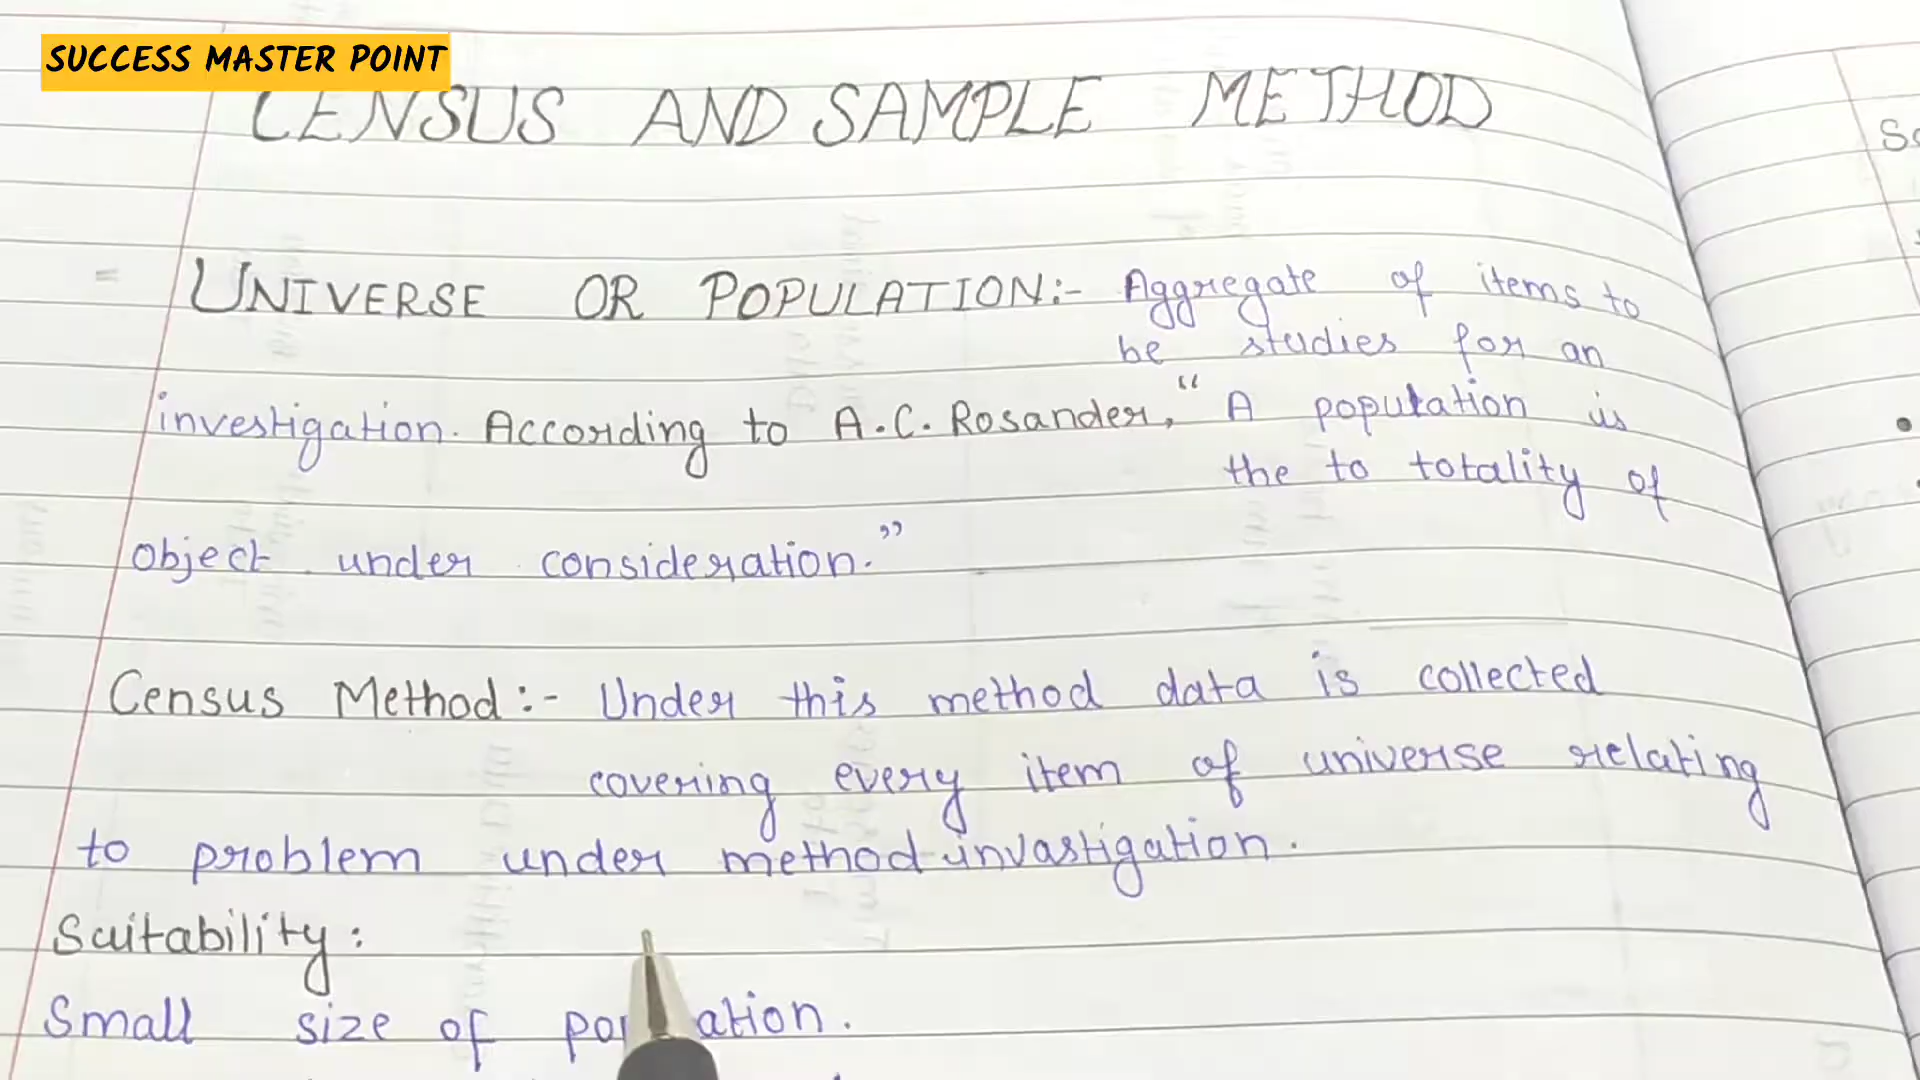 SUCCESS MASTER POINT
CENSUS AND SAMPLE METHOD
UNIVERSE OR POPULATION:- Aggregate of items to
be studies for an
investigation. According to A.C. Rosander, “ A population is
the to totality of
object under consideration.”
Census Method:- Under this method data is collected
covering every item of universe relating
to problem under method invastigation.
Suitability:
Small size of